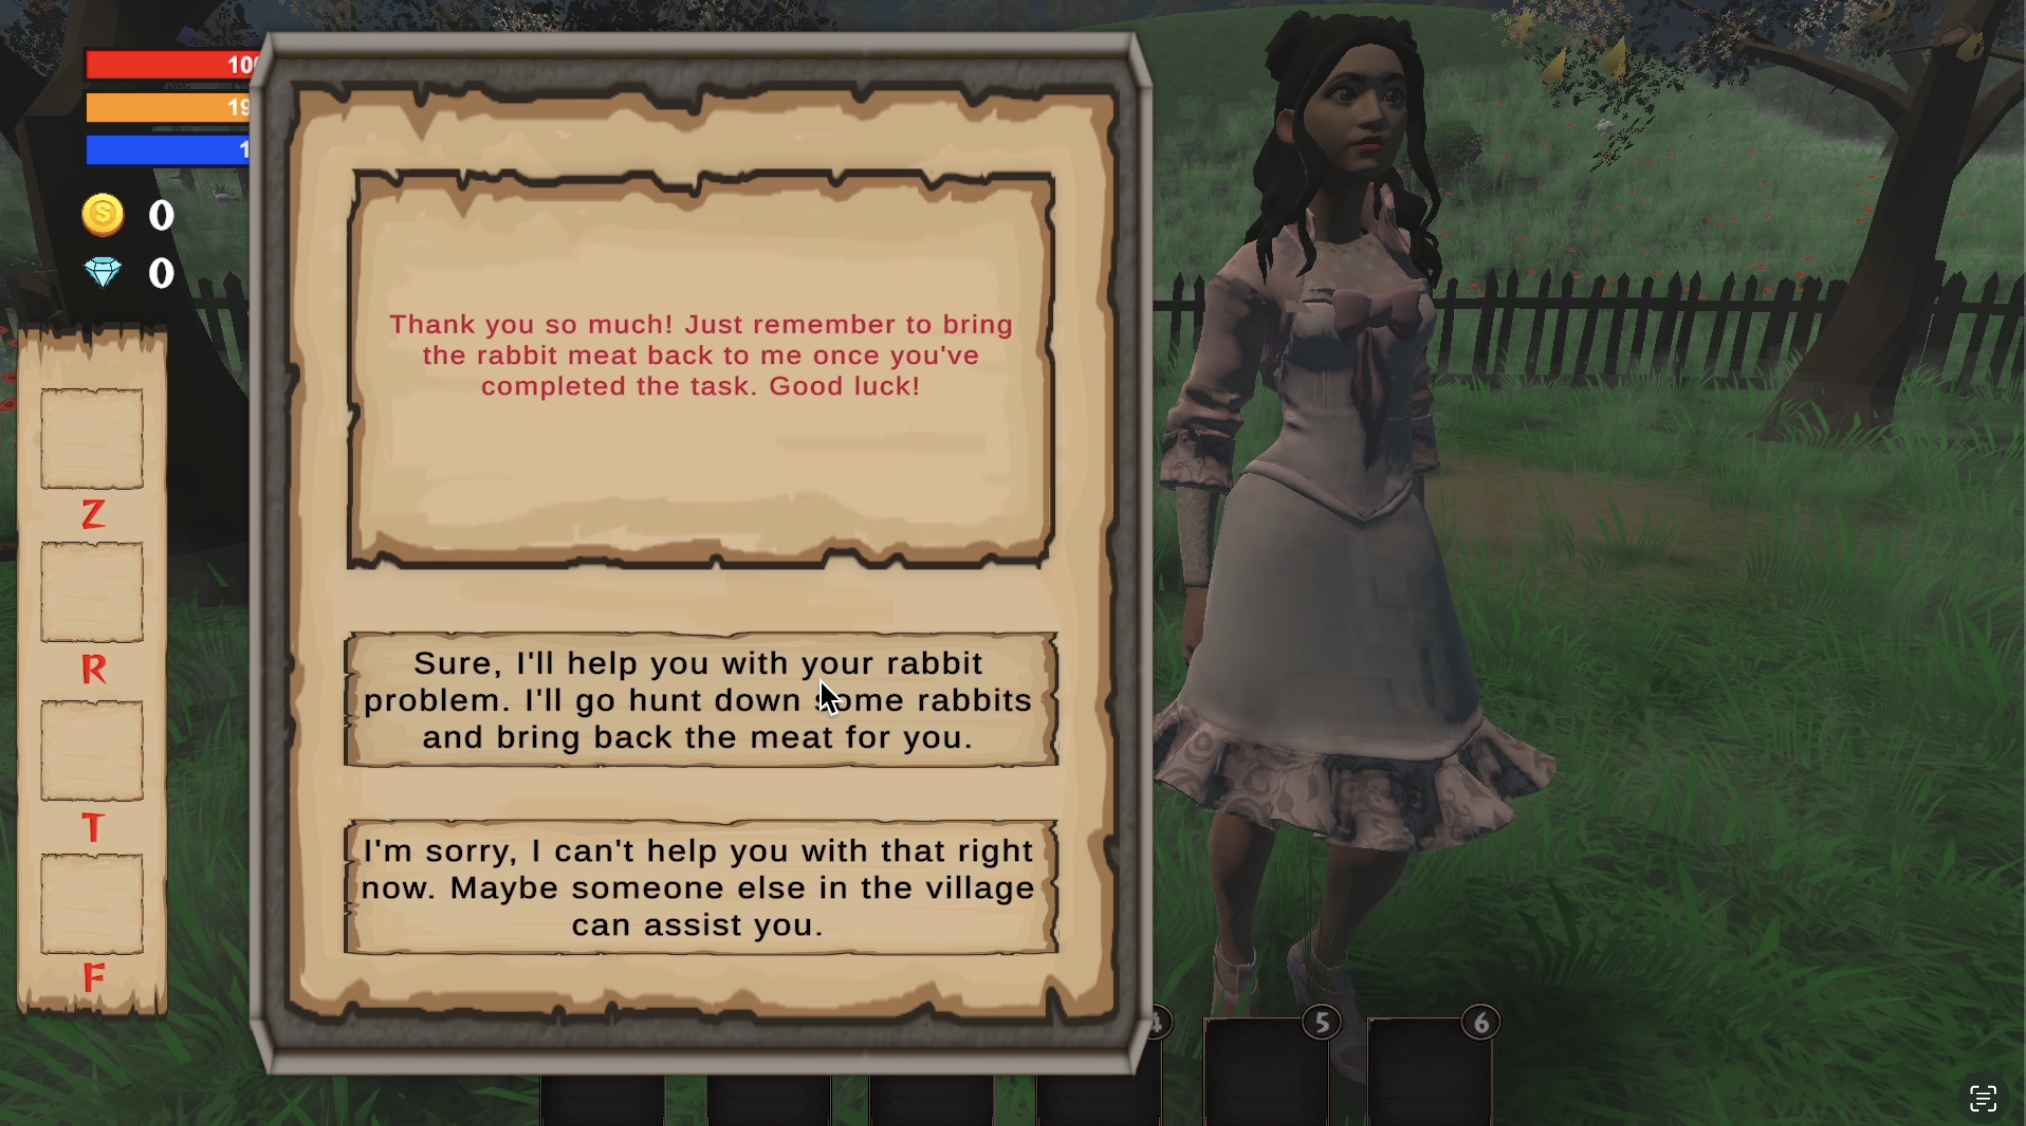 100
19
1
0
0
Thank you so much! Just remember to bring
the rabbit meat back to me once you've
completed the task. Good luck!
Sure, I'll help you with your rabbit
problem. I'll go hunt down some rabbits
and bring back the meat for you.
I'm sorry, I can't help you with that right
now. Maybe someone else in the village
can assist you.
Z
R
T
F
4
5
6